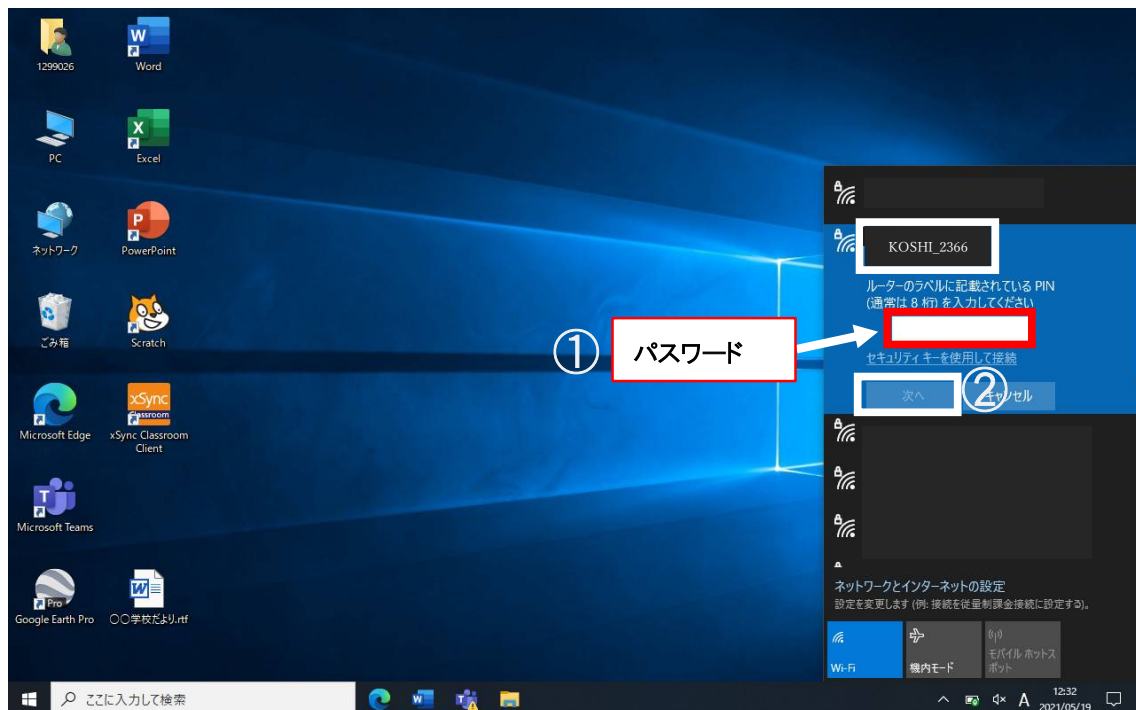 1299026
Word
PC
Excel
ネットワーク
PowerPoint
ごみ箱
Scratch
Microsoft Edge
xSync
Classroom
xSync Classroom
Client
Microsoft Teams
Pro
Google Earth Pro
〇〇学校だより.rtf
① パスワード
KOSHI_2366
ルーターのラベルに記載されている PIN
(通常は 8 桁) を入力してください
セキュリティ キーを使用して接続
次へ
②
キャンセル
ネットワークとインターネットの設定
設定を変更します (例: 接続を従量制課金接続に設定する)。
Wi-Fi
機内モード
モバイル ホットス
ポット
ここに入力して検索
A
12:32
2021/05/19